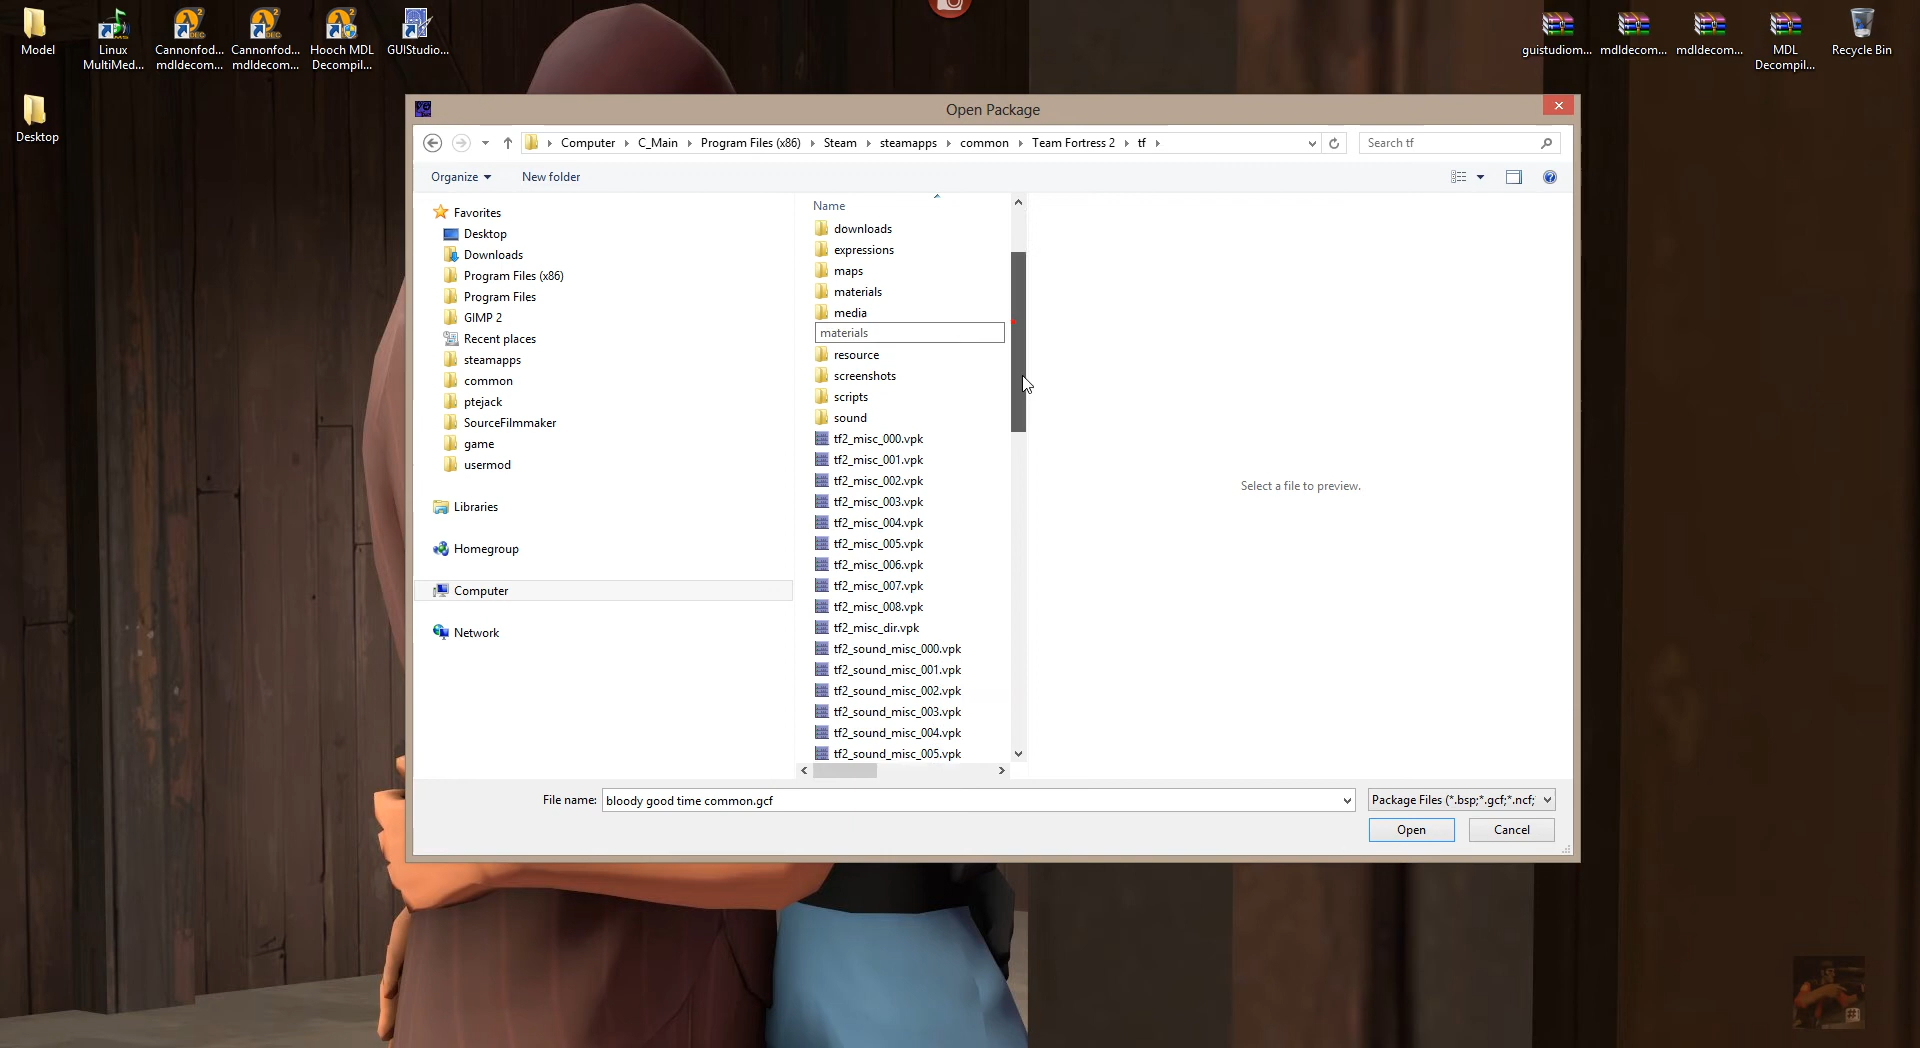 Model
Linux
MultiMed...
Cannonfod...
mdldecom...
Cannonfod...
mdldecom...
Hooch MDL
Decompil...
GUIStudio...
guistudiom...
mdldecom...
mdldecom...
MDL
Decompil...
Recycle Bin
Desktop
Open Package
Computer
C_Main
Program Files (x86)
Steam
steamapps
common
Team Fortress 2
tf
Search tf
Organize
New folder
Favorites
Desktop
Downloads
Program Files (x86)
Program Files
GIMP 2
Recent places
steamapps
common
ptejack
SourceFilmmaker
game
usermod
Libraries
Homegroup
Computer
Network
Name
downloads
expressions
maps
materials
media
materials
resource
screenshots
scripts
sound
tf2_misc_000.vpk
tf2_misc_001.vpk
tf2_misc_002.vpk
tf2_misc_003.vpk
tf2_misc_004.vpk
tf2_misc_005.vpk
tf2_misc_006.vpk
tf2_misc_007.vpk
tf2_misc_008.vpk
tf2_misc_dir.vpk
tf2_sound_misc_000.vpk
tf2_sound_misc_001.vpk
tf2_sound_misc_002.vpk
tf2_sound_misc_003.vpk
tf2_sound_misc_004.vpk
tf2_sound_misc_005.vpk
Select a file to preview.
File name:
bloody good time common.gcf
Package Files (*.bsp;*.gcf;*.ncf;
Open
Cancel